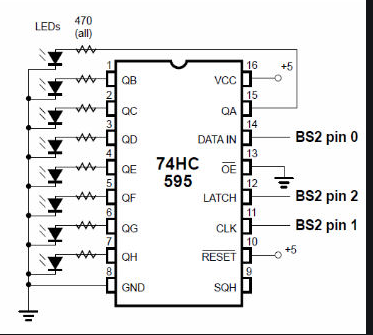 LEDs
470
(all)
1
QB
2
QC
3
QD
4
QE
5
QF
6
QG
7
QH
8
GND
74HC
595
16
VCC
+5
15
QA
14
DATA IN
BS2 pin 0
13
OE
12
LATCH
BS2 pin 2
11
CLK
BS2 pin 1
10
RESET
+5
9
SQH